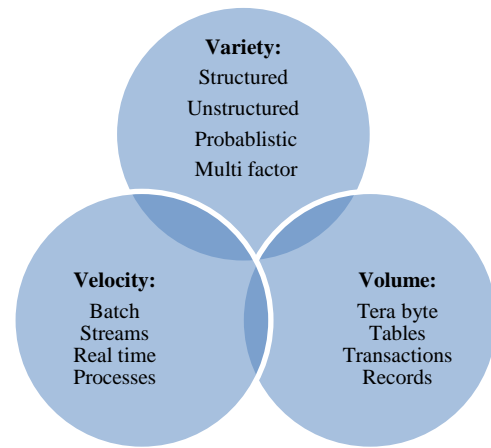 Variety:
Structured
Unstructured
Probablistic
Multi factor
Velocity:
Batch
Streams
Real time
Processes
Volume:
Tera byte
Tables
Transactions
Records